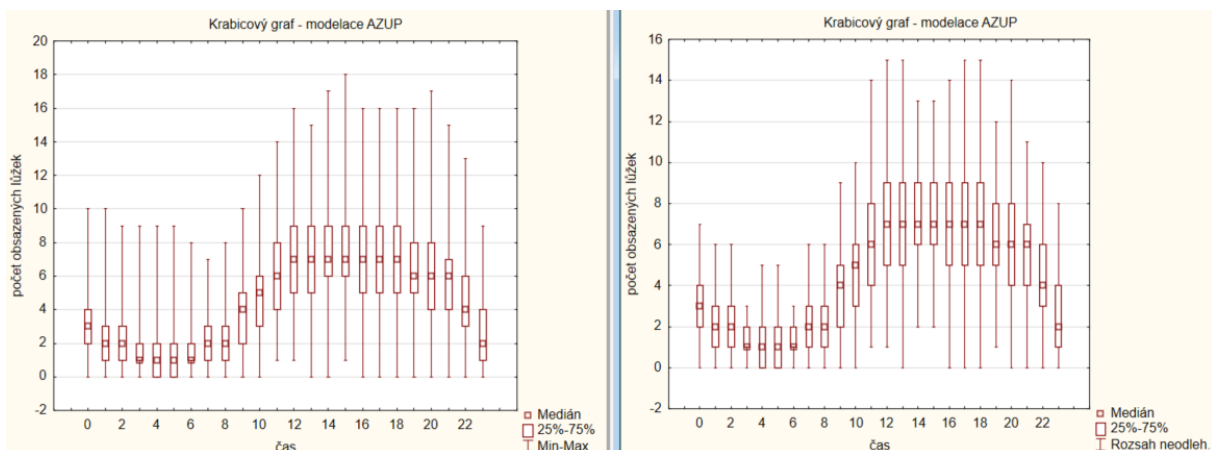 Krabicový graf - modelace AZUP
20
18
16
14
12
10
8
6
4
2
0
-2
počet obsazených lůžek
0 2 4 6 8 10 12 14 16 18 20 22
čas
Medián
25%-75%
Min-Max
Krabicový graf - modelace AZUP
16
14
12
10
8
6
4
2
0
-2
počet obsazených lůžek
0 2 4 6 8 10 12 14 16 18 20 22
čas
Medián
25%-75%
Rozsah neodleh.